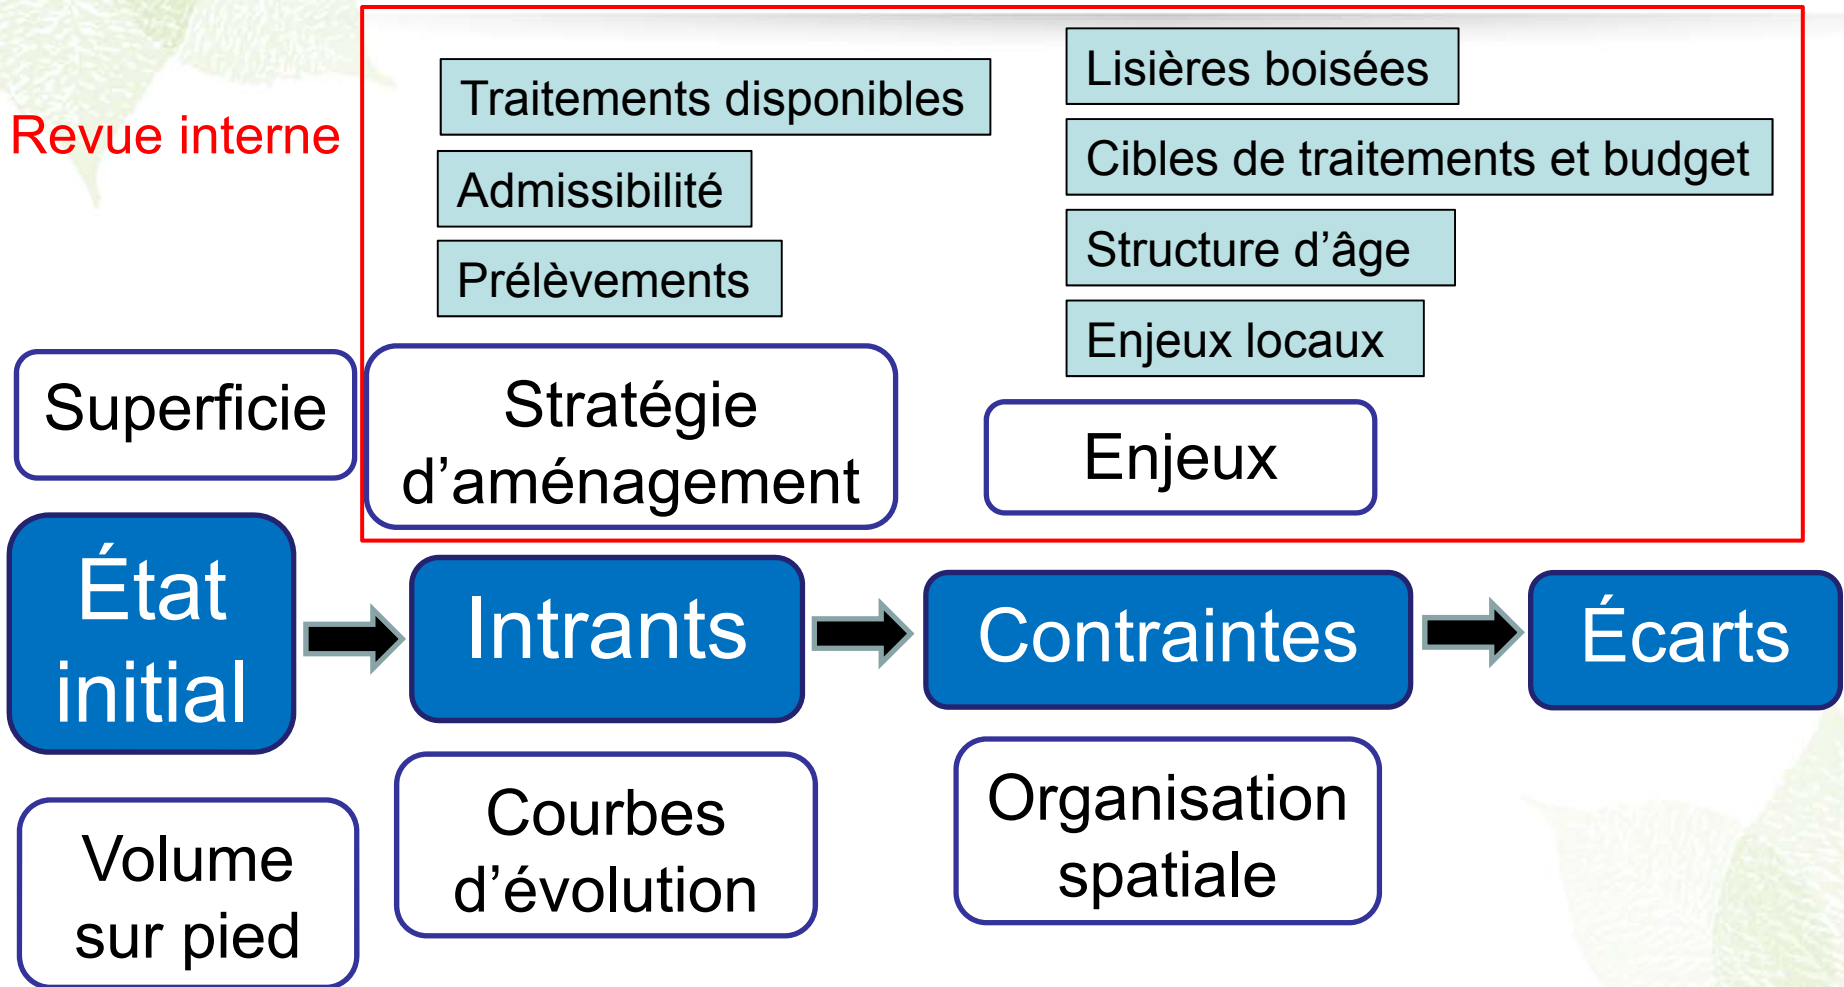 Revue interne
Traitements disponibles
Admissibilité
Prélèvements
Lisières boisées
Cibles de traitements et budget
Structure d’âge
Enjeux locaux
Superficie
Stratégie
d’aménagement
Enjeux
État
initial
Intrants
Contraintes
Écarts
Volume
sur pied
Courbes
d’évolution
Organisation
spatiale